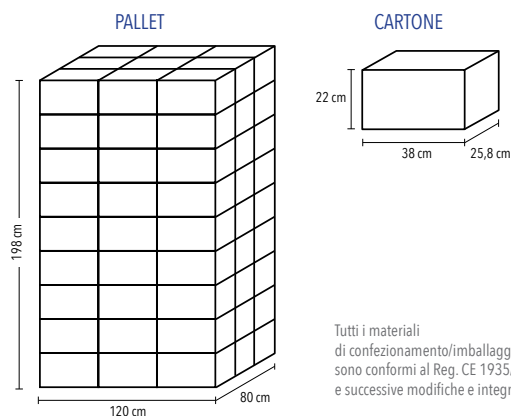 PALLET
198 cm
120 cm
80 cm
CARTONE
22 cm
38 cm
25,8 cm
Tutti i materiali
di confezionamento/imballagg
sono conformi al Reg. CE 1935
e successive modifiche e integr